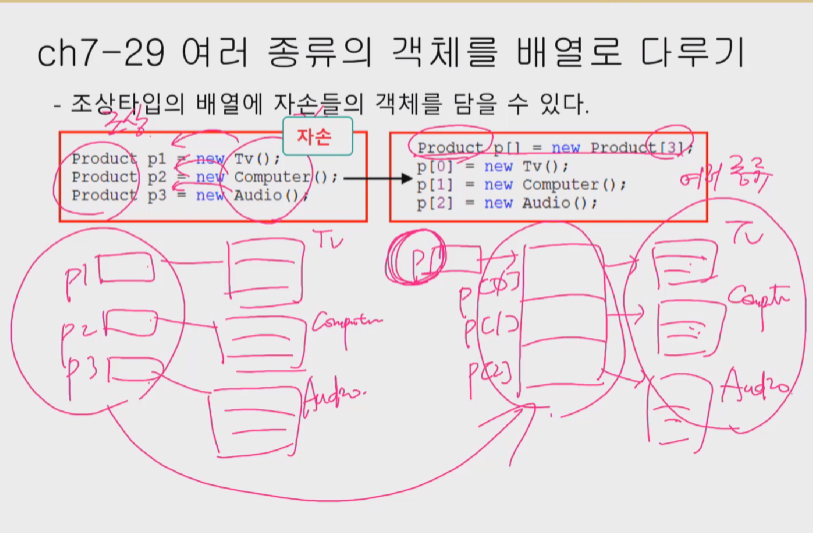 ch7-29 여러 종류의 객체를 배열로 다루기
- 조상타입의 배열에 자손들의 객체를 담을 수 있다.
조상
자손
Product p1 = new Tv();
Product p2 = new Computer();
Product p3 = new Audio();
Product p[] = new Product[3];
p[0] = new Tv();
p[1] = new Computer();
p[2] = new Audio();
여러 종류
p1
Tv
p2
Computer
p3
Audio
p
p[0]
Tv
p[1]
p[2]
Audio